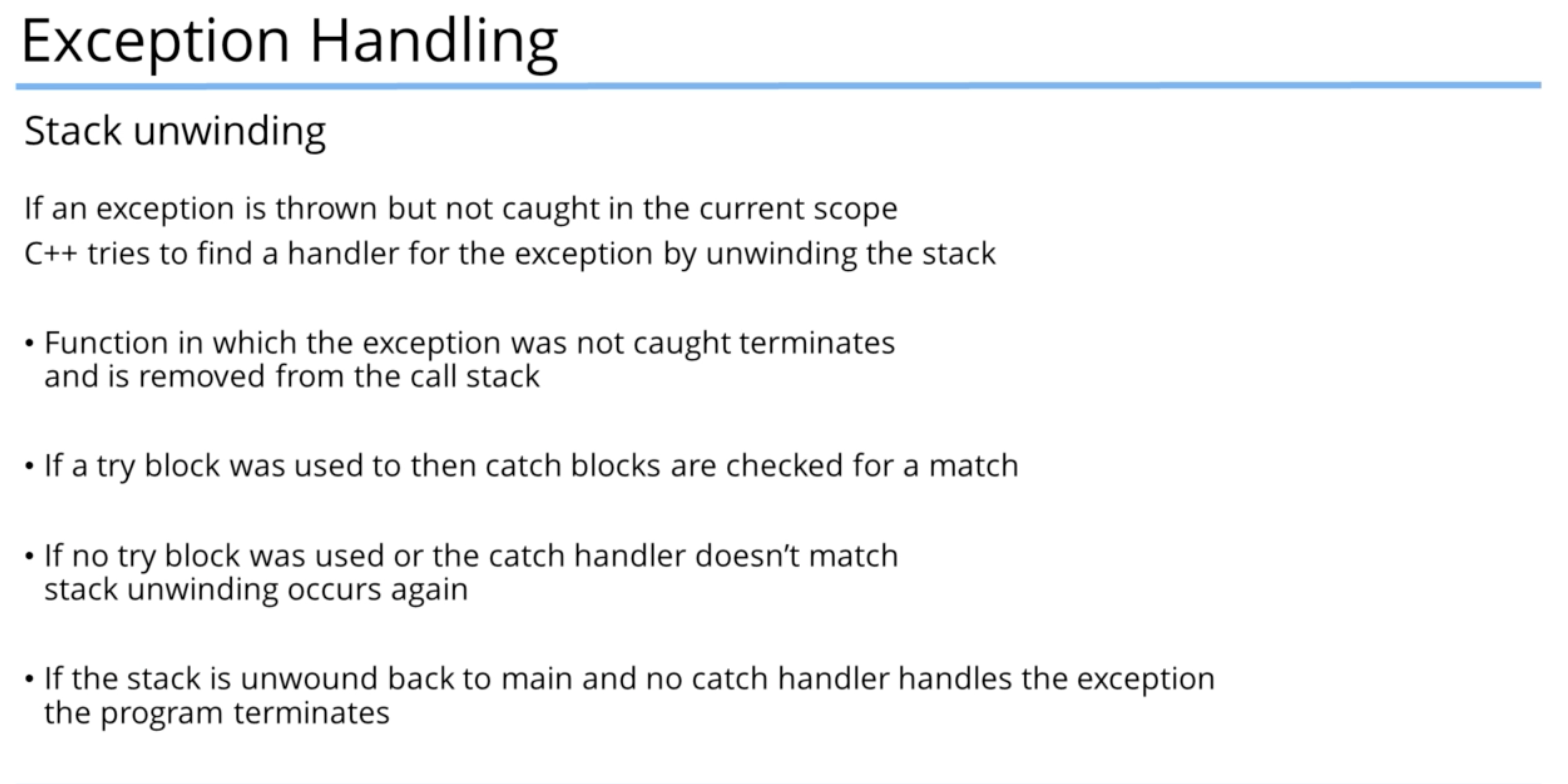 Exception Handling
Stack unwinding
If an exception is thrown but not caught in the current scope
C++ tries to find a handler for the exception by unwinding the stack
• Function in which the exception was not caught terminates
and is removed from the call stack
• If a try block was used to then catch blocks are checked for a match
• If no try block was used or the catch handler doesn’t match
stack unwinding occurs again
• If the stack is unwound back to main and no catch handler handles the exception
the program terminates